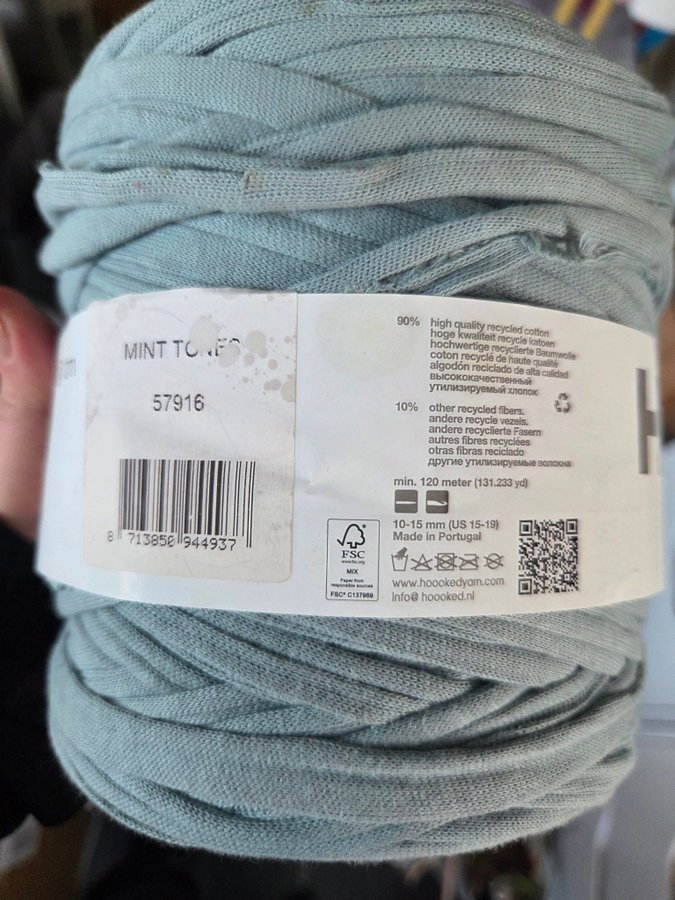 MINT
57916
8 713850 944937
90% high quality recycled cotton
hoge kwaliteit recycle katoen
hochwertige recyclierte Baumwolle
coton recyclé de haute qualité
algodón reciclado de alta calidad
высококачественный
утилизируемый хлопок
10% other recycled fibers.
andere recycle vezels.
andere recyclierte Fasern
autres fibres recyclées
otras fibras reciclado
другие утилизируемые волокна
min. 120 meter (131.233 yd)
10-15 mm (US 15-19)
Made in Portugal
FSC
www.fsc.org
MIX
Paper from
responsible sources
FSC® C137969
www.hoookedyarn.com
info@ hoooked.nl
H